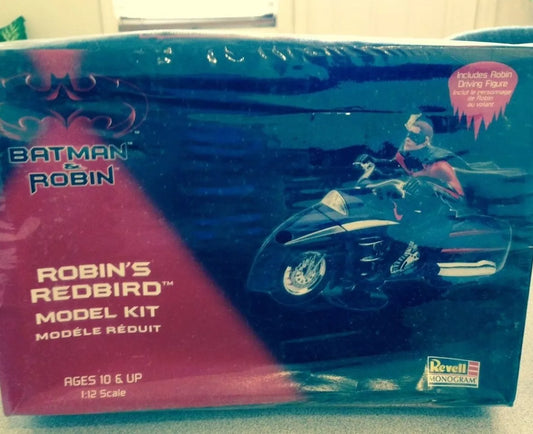 Includes Robin
Driving Figure
Inclut le personnage
de Robin
au volant
BATMAN
&
ROBIN
ROBIN'S
REDBIRD™
MODEL KIT
MODÉLE RÉDUIT
AGES 10 & UP
1:12 Scale
Revell
MONOGRAM